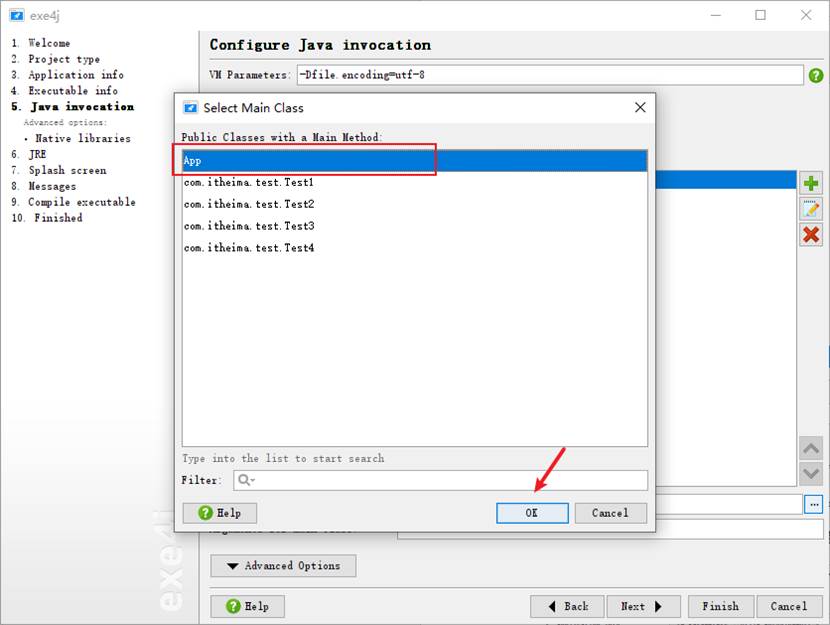 exe4j
1. Welcome
2. Project type
3. Application info
4. Executable info
5. Java invocation
Advanced options:
• Native libraries
6. JRE
7. Splash screen
8. Messages
9. Compile executable
10. Finished
exe4j
Configure Java invocation
VM Parameters: -Dfile.encoding=utf-8
Select Main Class
Public Classes with a Main Method:
App
com.itheima.test.Test1
com.itheima.test.Test2
com.itheima.test.Test3
com.itheima.test.Test4
Type into the list to start search
Filter:
Help OK Cancel
...
Advanced Options
Help Back Next Finish Cancel